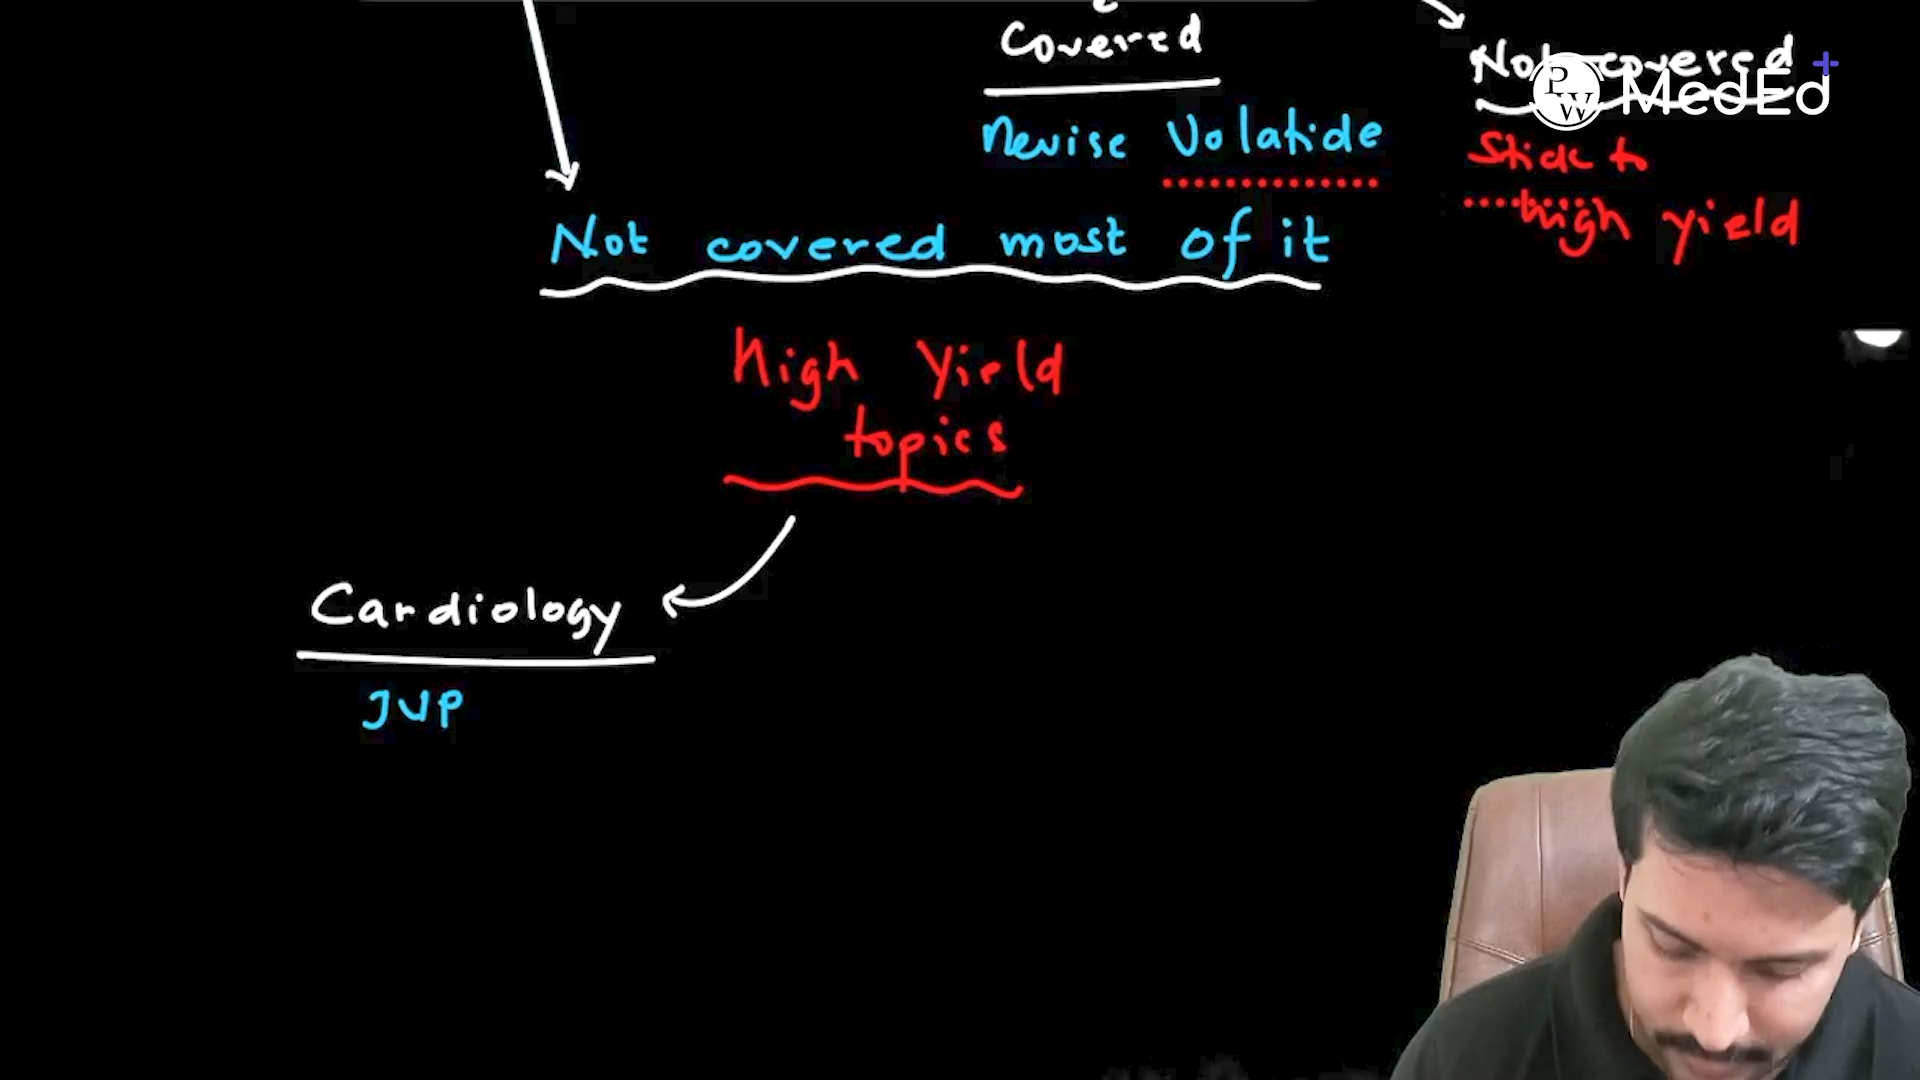 Covered
Revise Volatide
Not covered
Stick to
high yield
PW MedEd+
Not covered most of it
High Yield
topics
Cardiology
JVP